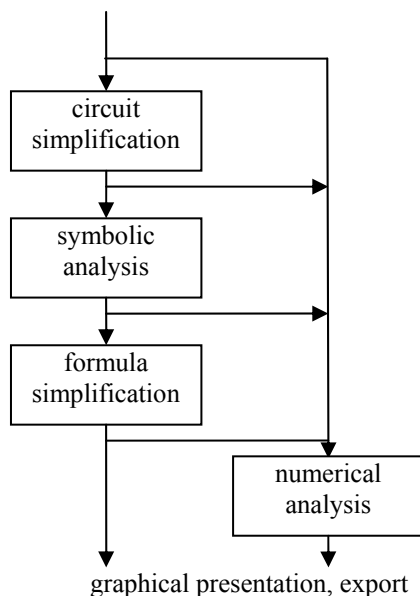 circuit
simplification
symbolic
analysis
formula
simplification
numerical
analysis
graphical presentation, export